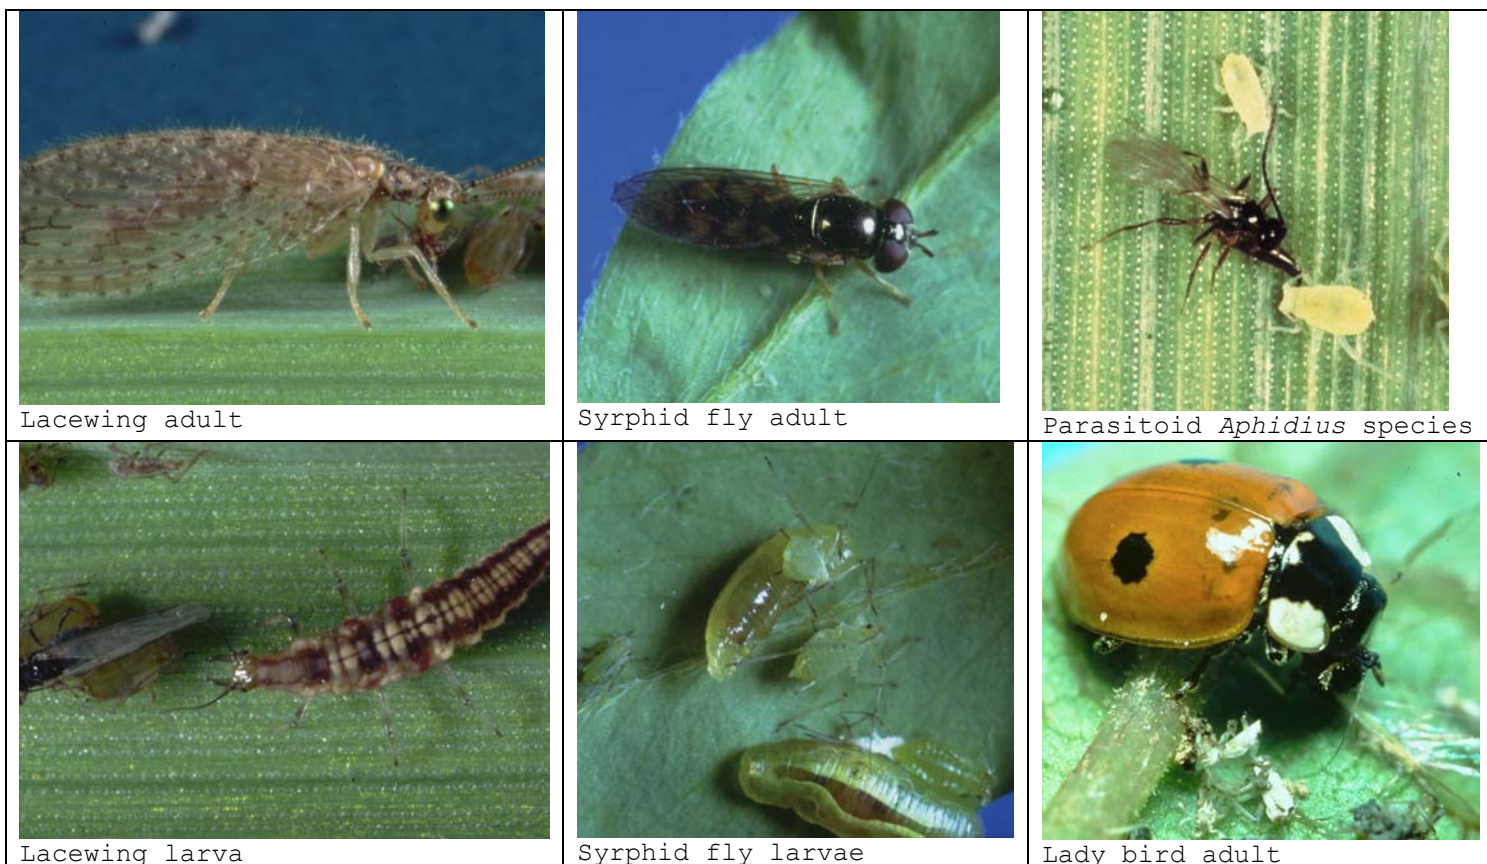 Lacewing adult
Syrphid fly adult
Parasitoid Aphidius species
Lacewing larva
Syrphid fly larvae
Lady bird adult